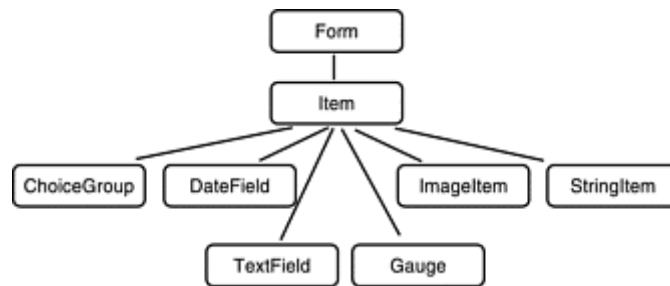 Form
Item
ChoiceGroup
DateField
ImageItem
StringItem
TextField
Gauge